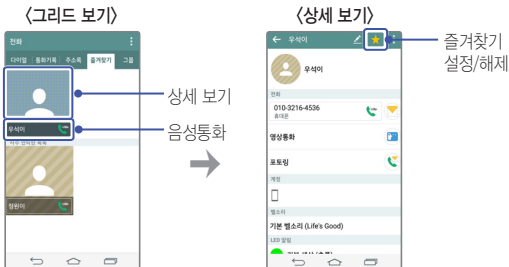 〈그리드 보기〉
전화
다이얼 통화기록 주소록 즐겨찾기 그룹
우석이
정원이
상세 보기
음성통화
〈상세 보기〉
우석이
우석이
전화
010-3216-4536
휴대폰
영상통화
포토링
계정
벨소리
기본 벨소리 (Life's Good)
LED 알림
즐겨찾기
설정/해제